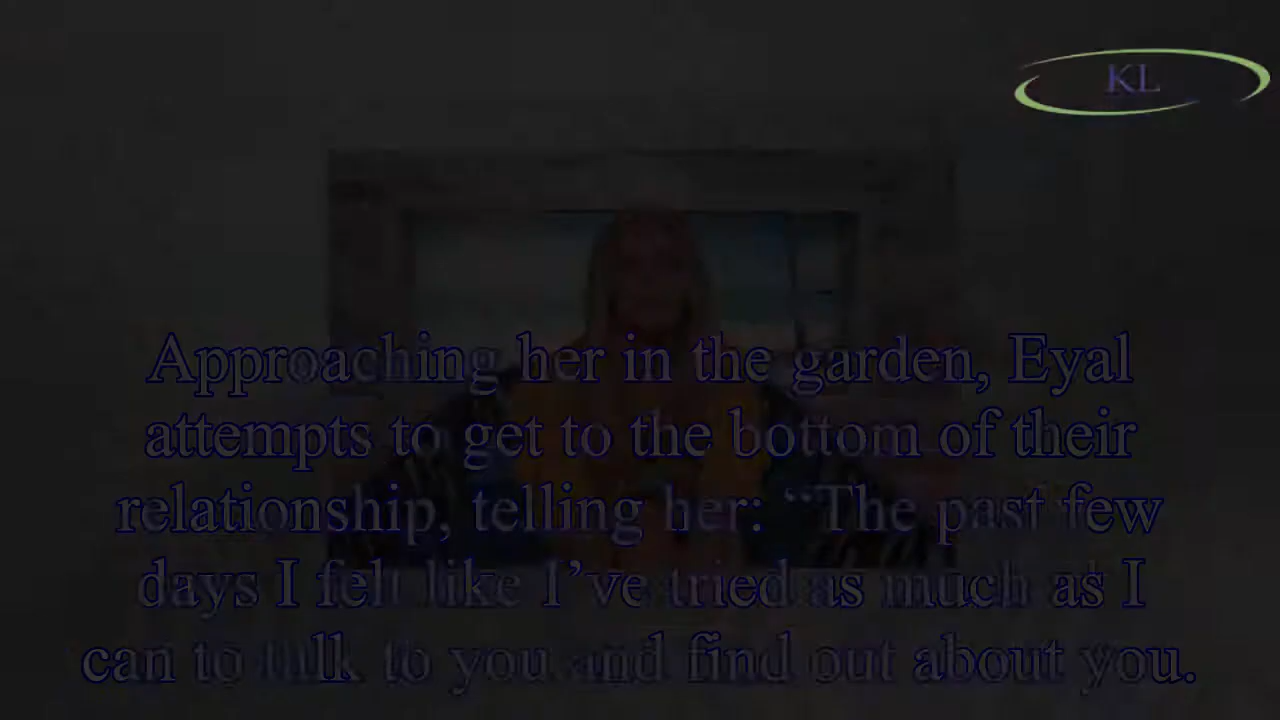 KL
Approaching her in the garden, Eyal
attempts to get to the bottom of their
relationship, telling her: “The past few
days I felt like I’ve tried as much as I
can to talk to you and find out about you.